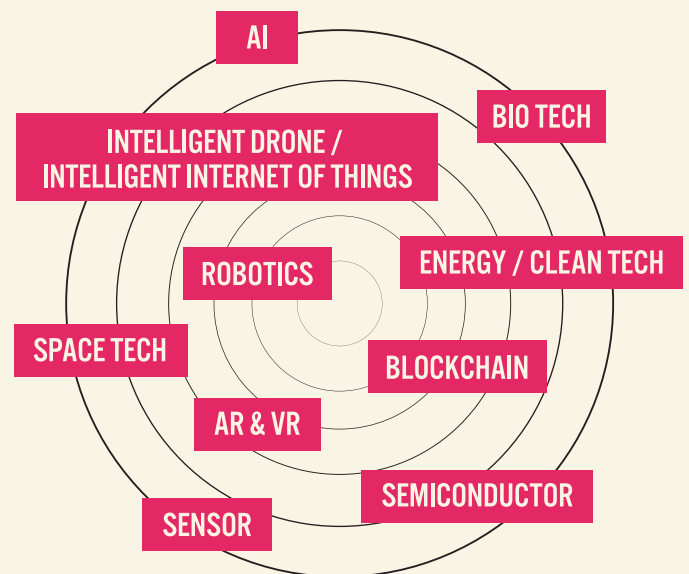 AI
BIO TECH
INTELLIGENT DRONE /
INTELLIGENT INTERNET OF THINGS
ROBOTICS
ENERGY / CLEAN TECH
SPACE TECH
BLOCKCHAIN
AR & VR
SEMICONDUCTOR
SENSOR